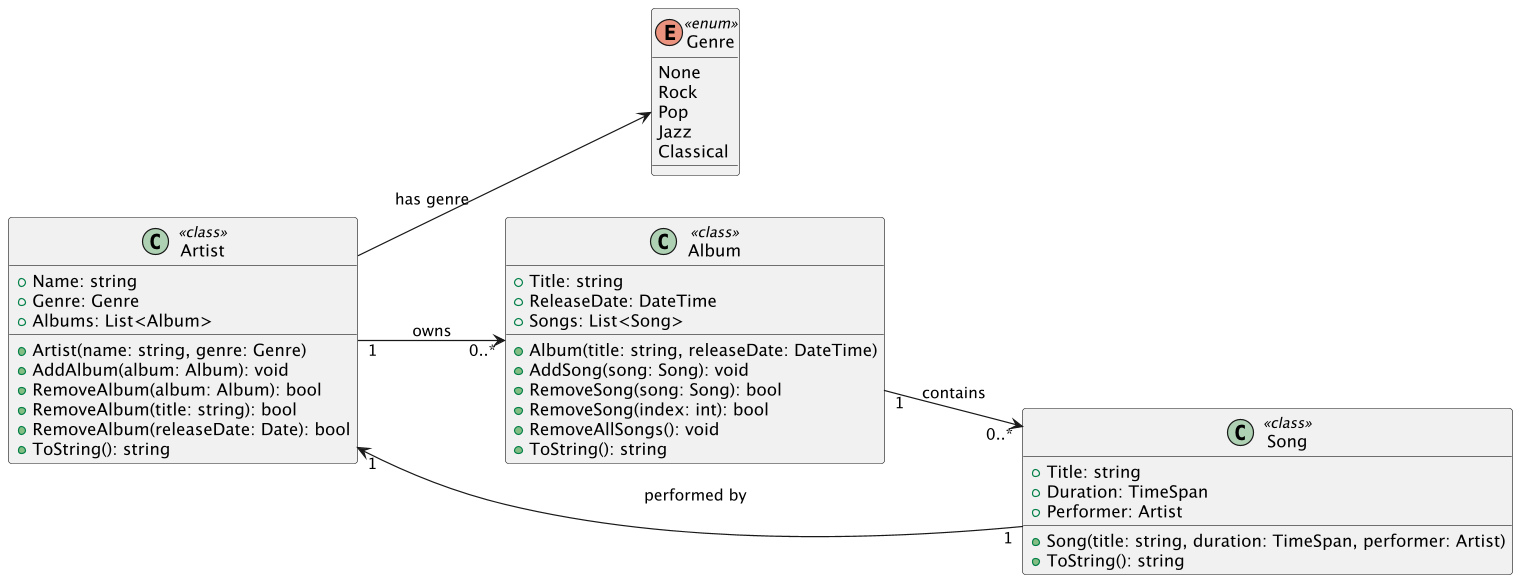 E
«enum»
Genre
None
Rock
Pop
Jazz
Classical
has genre
C
«class»
Artist
Name: string
Genre: Genre
Albums: List<Album>
Artist(name: string, genre: Genre)
AddAlbum(album: Album): void
RemoveAlbum(album: Album): bool
RemoveAlbum(title: string): bool
RemoveAlbum(releaseDate: Date): bool
ToString(): string
owns
1
0..*
C
«class»
Album
Title: string
ReleaseDate: DateTime
Songs: List<Song>
Album(title: string, releaseDate: DateTime)
AddSong(song: Song): void
RemoveSong(song: Song): bool
RemoveSong(index: int): bool
RemoveAllSongs(): void
ToString(): string
contains
1
0..*
C
«class»
Song
Title: string
Duration: TimeSpan
Performer: Artist
Song(title: string, duration: TimeSpan, performer: Artist)
ToString(): string
performed by
1
1